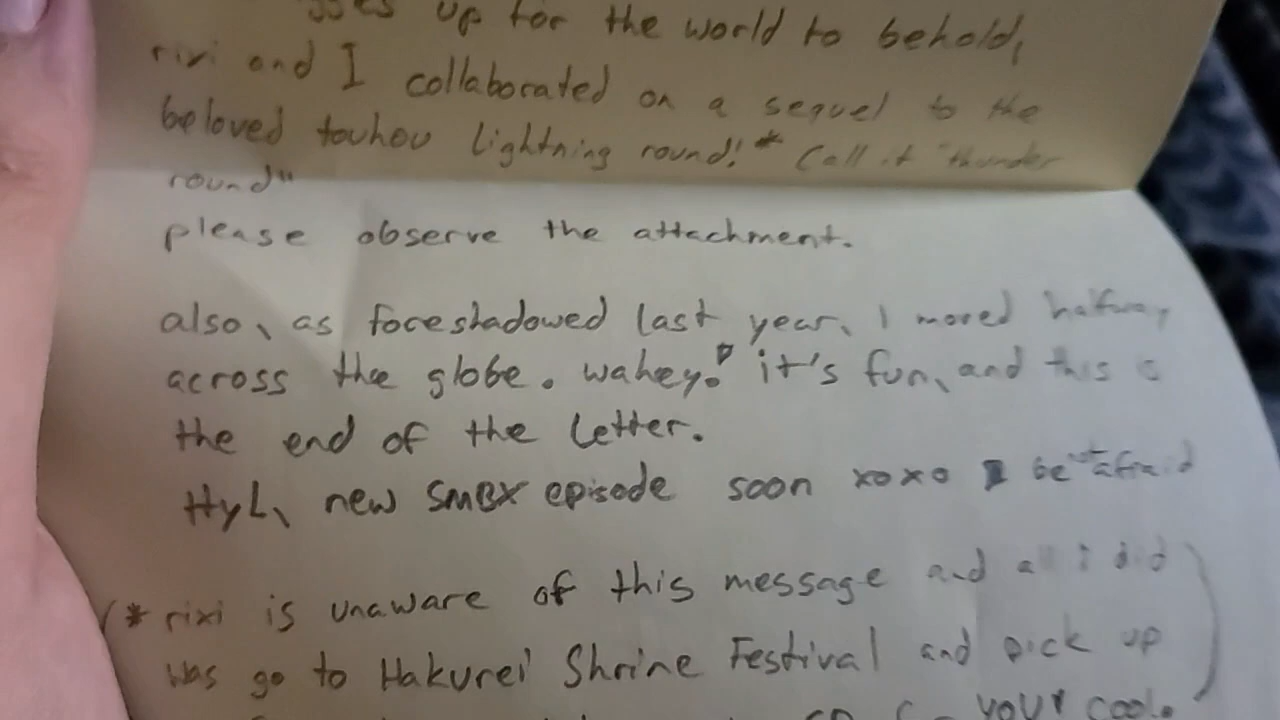 up for the world to behold,
rixi and I collaborated on a sequel to the
beloved touhou lightning round!* Call it "thunder
round"
please observe the attachment.
also, as foreshadowed last year, I moved halfway
across the globe. wahey! it's fun, and this is
the end of the letter.
HyL, new SMBX episode soon xoxo be afraid
(* rixi is unaware of this message and all i did
was go to Hakurei Shrine Festival and pick up
your cool.